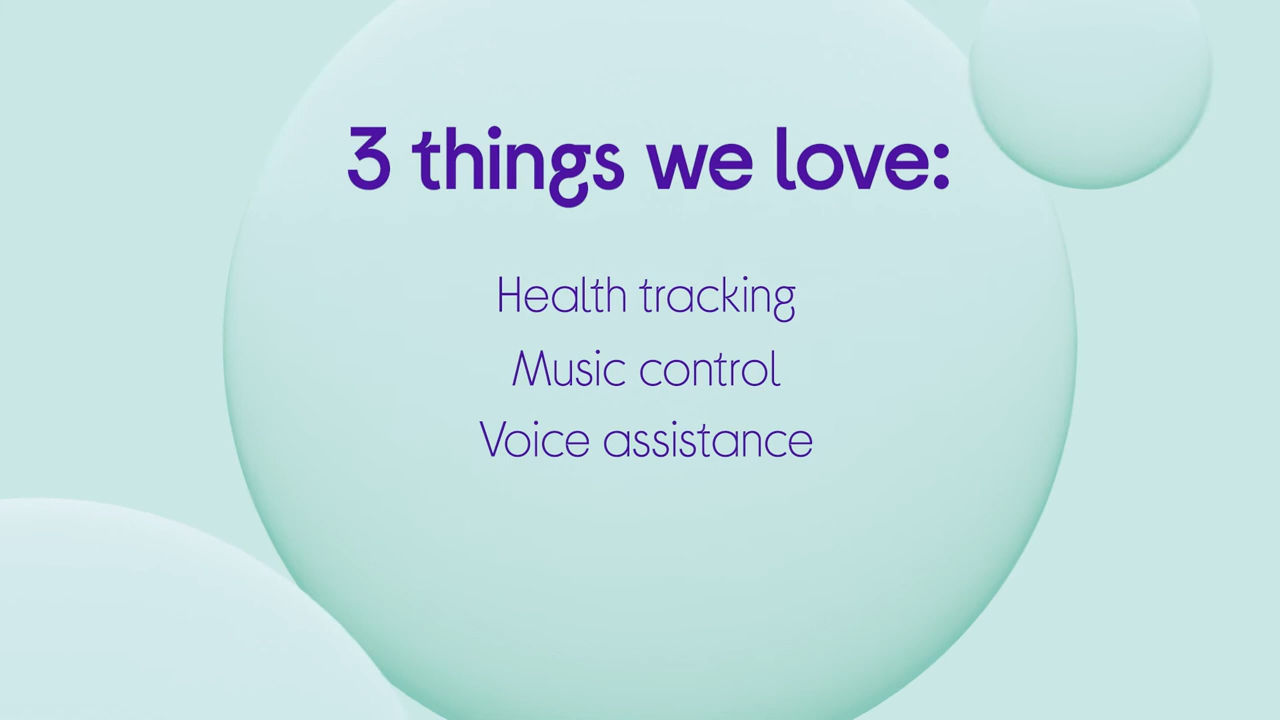 3 things we love:
Health tracking
Music control
Voice assistance